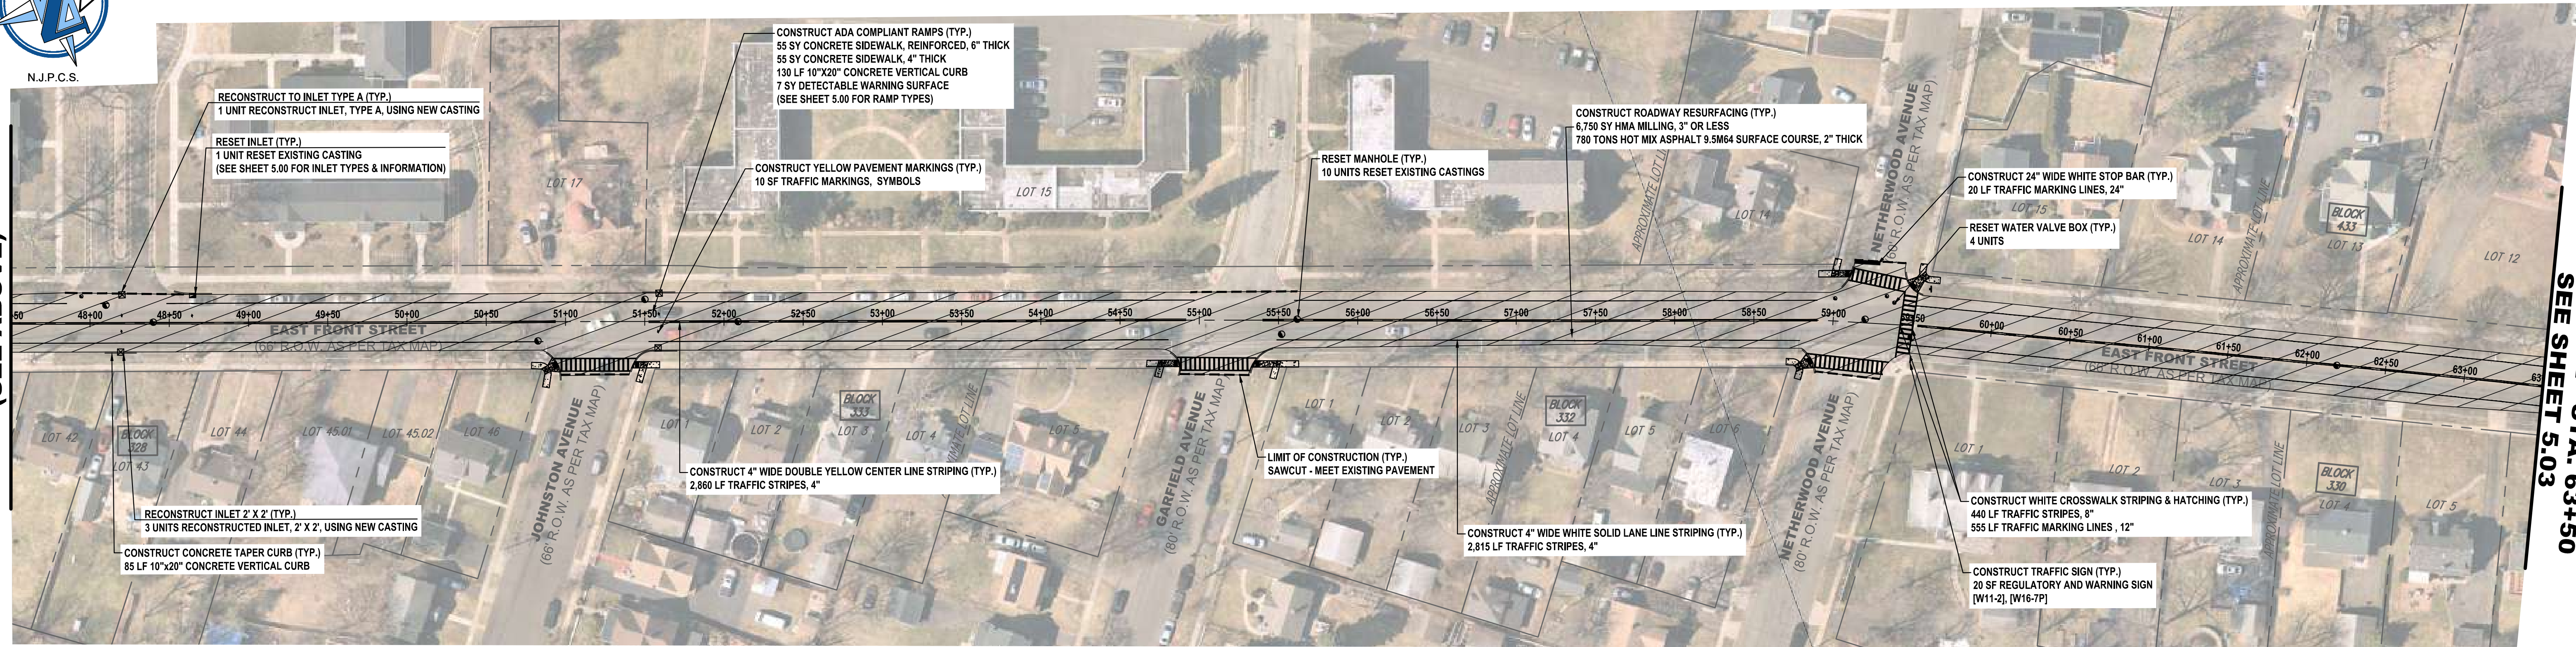 N.J.P.C.S.
RECONSTRUCT TO INLET TYPE A (TYP.)
1 UNIT RECONSTRUCT INLET, TYPE A, USING NEW CASTING
RESET INLET (TYP.)
1 UNIT RESET EXISTING CASTING
(SEE SHEET 5.00 FOR INLET TYPES & INFORMATION)
CONSTRUCT ADA COMPLIANT RAMPS (TYP.)
55 SY CONCRETE SIDEWALK, REINFORCED, 6" THICK
55 SY CONCRETE SIDEWALK, 4" THICK
130 LF 10"X20" CONCRETE VERTICAL CURB
7 SY DETECTABLE WARNING SURFACE
(SEE SHEET 5.00 FOR RAMP TYPES)
CONSTRUCT YELLOW PAVEMENT MARKINGS (TYP.)
10 SF TRAFFIC MARKINGS, SYMBOLS
RESET MANHOLE (TYP.)
10 UNITS RESET EXISTING CASTINGS
CONSTRUCT ROADWAY RESURFACING (TYP.)
6,750 SY HMA MILLING, 3" OR LESS
780 TONS HOT MIX ASPHALT 9.5M64 SURFACE COURSE, 2" THICK
CONSTRUCT 24" WIDE WHITE STOP BAR (TYP.)
20 LF TRAFFIC MARKING LINES, 24"
RESET WATER VALVE BOX (TYP.)
4 UNITS
LOT 17
LOT 15
APPROXIMATE LOT LI
LOT 14
NETHERWOOD AVENUE
R.O.W. AS PER TAX MAP)
LOT 15
LOT 14
APPROXIMATE LOT LINE
BLOCK
433
LOT 13
LOT 12
50 48+00 48+50 49+00 49+50 50+00 50+50 51+00 51+50 52+00 52+50 53+00 53+50 54+00 54+50 55+00 55+50 56+00 56+50 57+00 57+50 58+00 58+50 59+00 60+00 60+50 61+00 61+50 62+00 62+50 63+00 63
EAST FRONT STREET
(66' R.O.W. AS PER TAX MAP)
EAST FRONT STREET
(66' R.O.W. AS PER TAX MAP)
LOT 42
BLOCK
328
LOT 43
LOT 44
LOT 45.01
LOT 45.02
LOT 46
JOHNSTON AVENUE
(66' R.O.W. AS PER TAX MAP)
LOT 1
LOT 2
BLOCK
333
LOT 3
LOT 4
XIMATE LOT LINE
LOT 5
GARFIELD AVENUE
(80' R.O.W. AS PER TAX MAP)
LOT 1
LOT 2
LOT 3
APPROXIMATE LOT LINE
BLOCK
332
LOT 4
LOT 5
LOT 6
NETHERWOOD AVENUE
(80' R.O.W. AS PER TAX MAP)
LOT 1
LOT 2
LOT 3
APPROXIMATE LOT LINE
BLOCK
330
LOT 4
LOT 5
CONSTRUCT 4" WIDE DOUBLE YELLOW CENTER LINE STRIPING (TYP.)
2,860 LF TRAFFIC STRIPES, 4"
LIMIT OF CONSTRUCTION (TYP.)
SAWCUT - MEET EXISTING PAVEMENT
RECONSTRUCT INLET 2' X 2' (TYP.)
3 UNITS RECONSTRUCTED INLET, 2' X 2', USING NEW CASTING
CONSTRUCT CONCRETE TAPER CURB (TYP.)
85 LF 10"x20" CONCRETE VERTICAL CURB
CONSTRUCT 4" WIDE WHITE SOLID LANE LINE STRIPING (TYP.)
2,815 LF TRAFFIC STRIPES, 4"
CONSTRUCT WHITE CROSSWALK STRIPING & HATCHING (TYP.)
440 LF TRAFFIC STRIPES, 8"
555 LF TRAFFIC MARKING LINES , 12"
CONSTRUCT TRAFFIC SIGN (TYP.)
20 SF REGULATORY AND WARNING SIGN
[W11-2], [W16-7P]
STA. 63+50
SEE SHEET 5.03